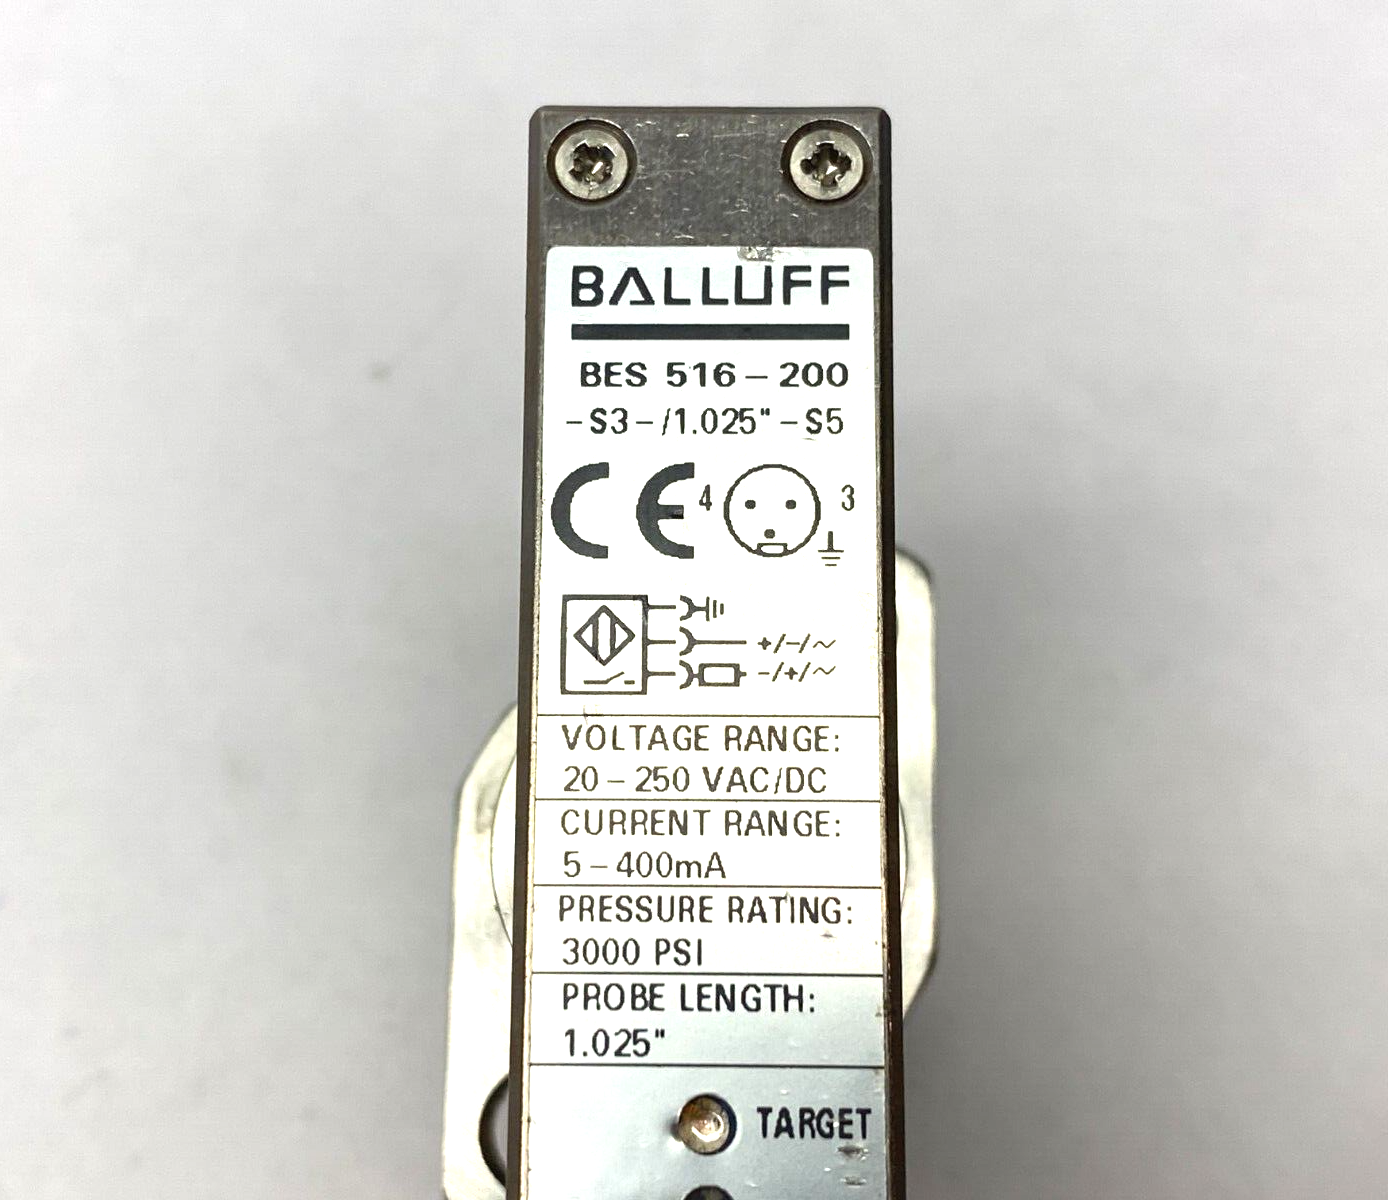 BALLUFF
BES 516-200
-S3-/1.025"-S5
CE 4 3
+/-/~
-/+/~
VOLTAGE RANGE:
20-250 VAC/DC
CURRENT RANGE:
5-400mA
PRESSURE RATING:
3000 PSI
PROBE LENGTH:
1.025"
TARGET